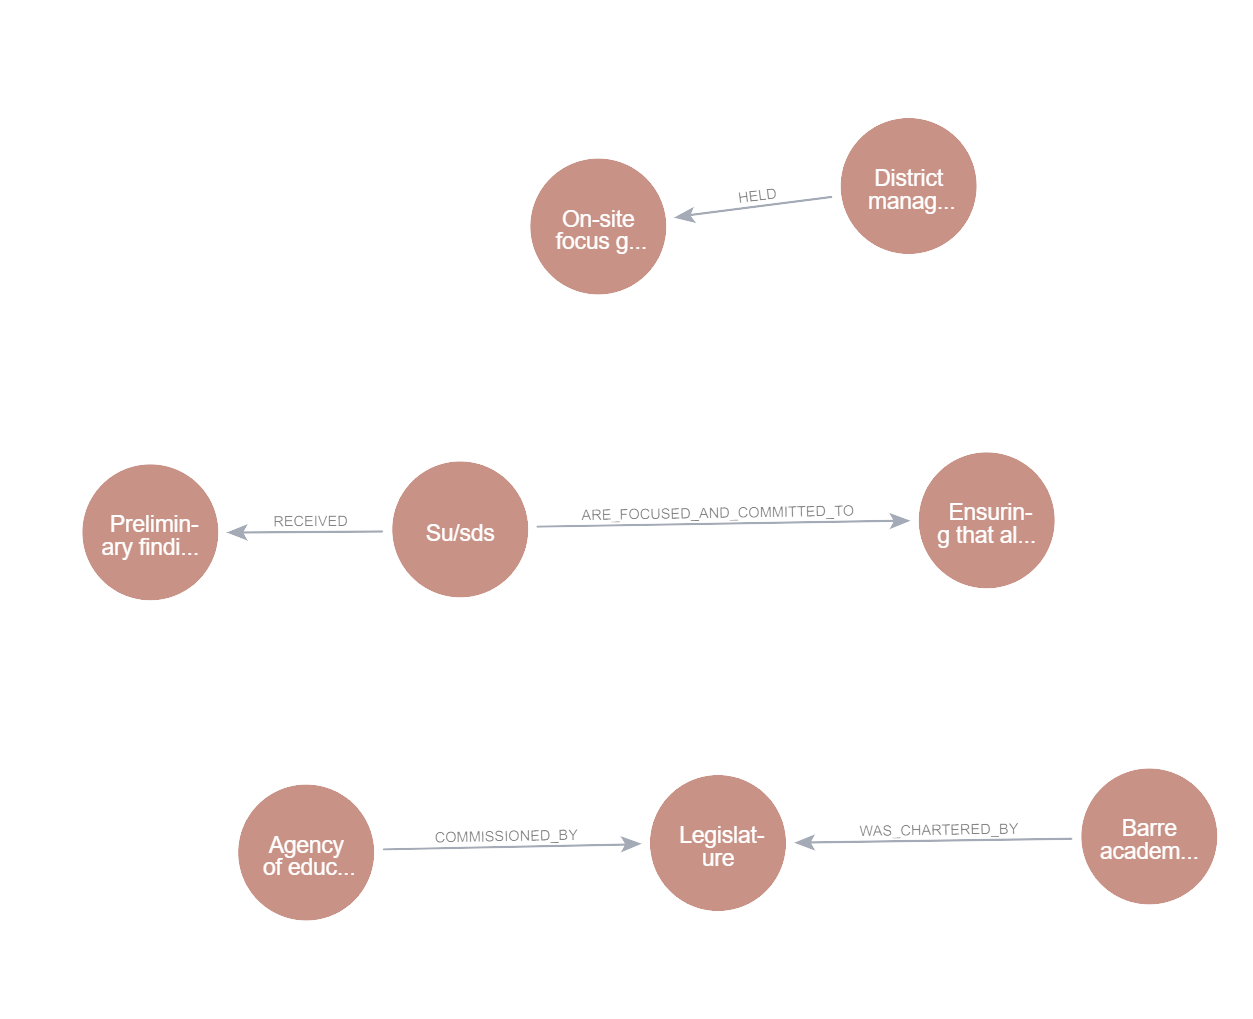 District
manag...
HELD
On-site
focus g...
Prelimin-
ary findi...
RECEIVED
Su/sds
ARE_FOCUSED_AND_COMMITTED_TO
Ensurin-
g that al...
Agency
of educ...
COMMISSIONED_BY
Legislat-
ure
WAS_CHARTERED_BY
Barre
academ...